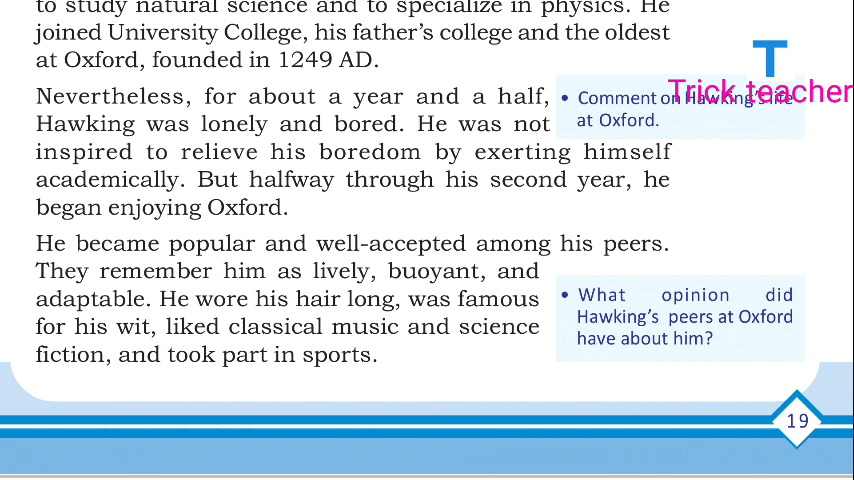 to study natural science and to specialize in physics. He
joined University College, his father's college and the oldest
at Oxford, founded in 1249 AD.
Nevertheless, for about a year and a half,
Hawking was lonely and bored. He was not
inspired to relieve his boredom by exerting himself
academically. But halfway through his second year, he
began enjoying Oxford.
T
Trick teacher
• Comment on Hawking's life
at Oxford.
He became popular and well-accepted among his peers.
They remember him as lively, buoyant, and
adaptable. He wore his hair long, was famous
for his wit, liked classical music and science
fiction, and took part in sports.
• What opinion did
Hawking's peers at Oxford
have about him?
19